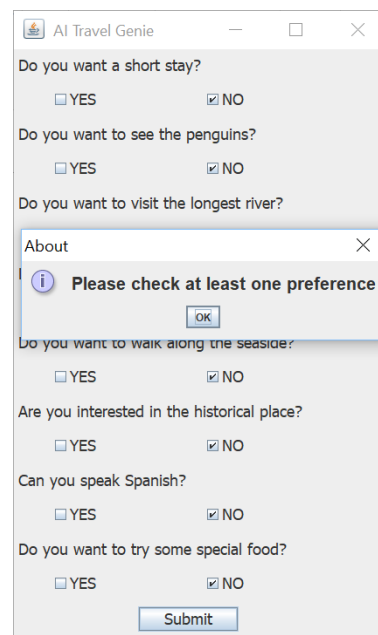 AI Travel Genie
Do you want a short stay?
YES NO
Do you want to see the penguins?
YES NO
Do you want to visit the longest river?
About
Please check at least one preference
OK
Do you want to walk along the seaside?
YES NO
Are you interested in the historical place?
YES NO
Can you speak Spanish?
YES NO
Do you want to try some special food?
YES NO
Submit